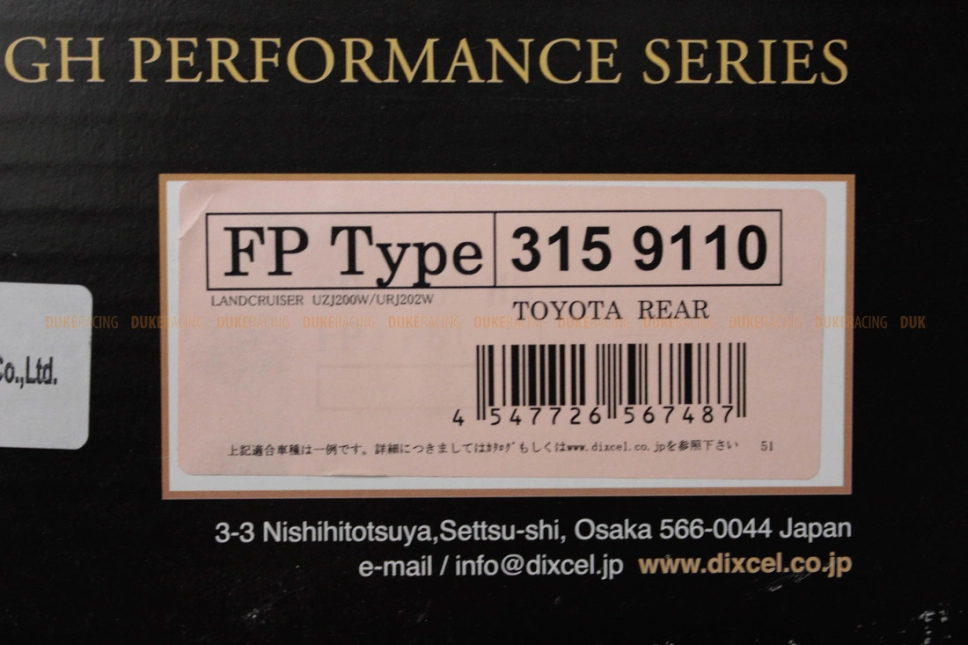 GH PERFORMANCE SERIES
FP Type 315 9110
LANDCRUISER UZJ200W/URJ202W
TOYOTA REAR
DUKERACING DUKERACING DUKERACING DUKERACING DUKERACING DUKERACING DUKERACING DUKERACING DUKERACING DUKERACING DUK
Co.,Ltd.
4 547726 567487
上記適合車種は一例です。詳細につきましてはｶﾀﾛｸﾞもしくはwww.dixcel.co.jpを参照下さい 51
3-3 Nishihitotsuya,Settsu-shi, Osaka 566-0044 Japan
e-mail / info@dixcel.jp www.dixcel.co.jp